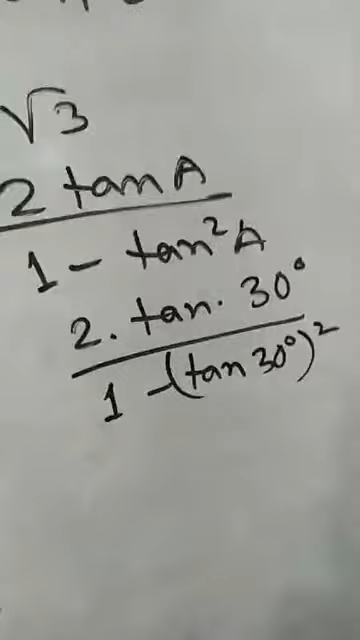 √3
2 tan A
1 - tan²A
2. tan. 30°
1 - (tan 30°)²